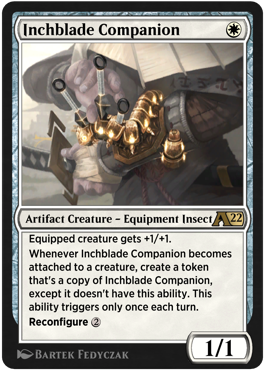 Inchblade Companion
Artifact Creature – Equipment Insect
A22
Equipped creature gets +1/+1.
Whenever Inchblade Companion becomes
attached to a creature, create a token
that's a copy of Inchblade Companion,
except it doesn't have this ability. This
ability triggers only once each turn.
Reconfigure 2
1/1
Bartek Fedyczak